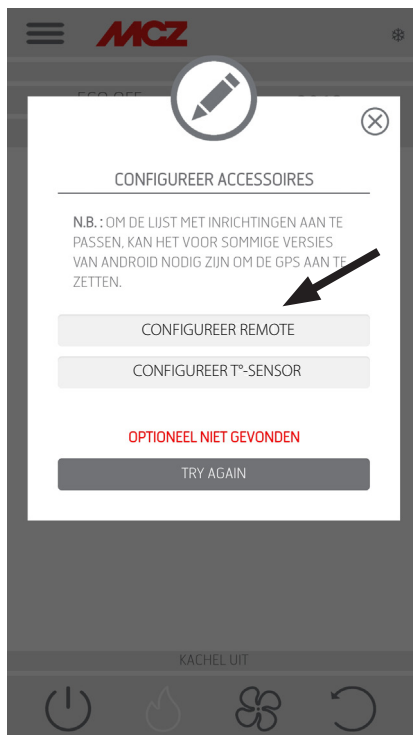 MCZ
CONFIGUREER ACCESSOIRES
N.B. : OM DE LIJST MET INRICHTINGEN AAN TE
PASSEN, KAN HET VOOR SOMMIGE VERSIES
VAN ANDROID NODIG ZIJN OM DE GPS AAN TE
ZETTEN.
CONFIGUREER REMOTE
CONFIGUREER T°-SENSOR
OPTIONEEL NIET GEVONDEN
TRY AGAIN
KACHEL UIT